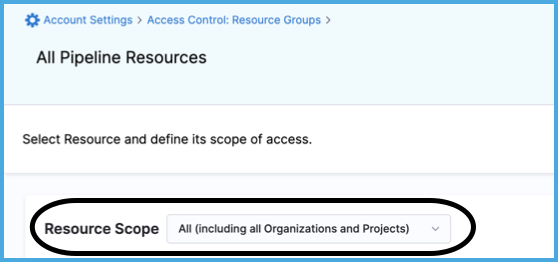 Account Settings > Access Control: Resource Groups >
All Pipeline Resources
Select Resource and define its scope of access.
Resource Scope All (including all Organizations and Projects)